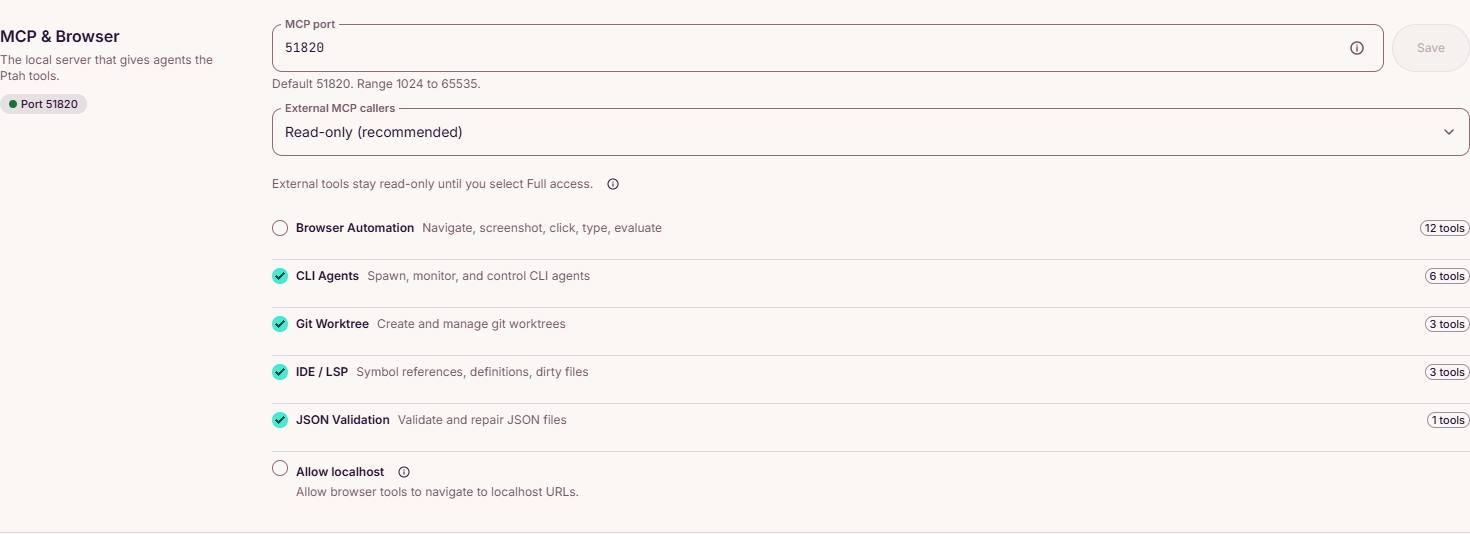 MCP & Browser
The local server that gives agents the
Ptah tools.
Port 51820
MCP port
51820
Save
Default 51820. Range 1024 to 65535.
External MCP callers
Read-only (recommended)
External tools stay read-only until you select Full access.
Browser Automation Navigate, screenshot, click, type, evaluate 12 tools
CLI Agents Spawn, monitor, and control CLI agents 6 tools
Git Worktree Create and manage git worktrees 3 tools
IDE / LSP Symbol references, definitions, dirty files 3 tools
JSON Validation Validate and repair JSON files 1 tools
Allow localhost
Allow browser tools to navigate to localhost URLs.